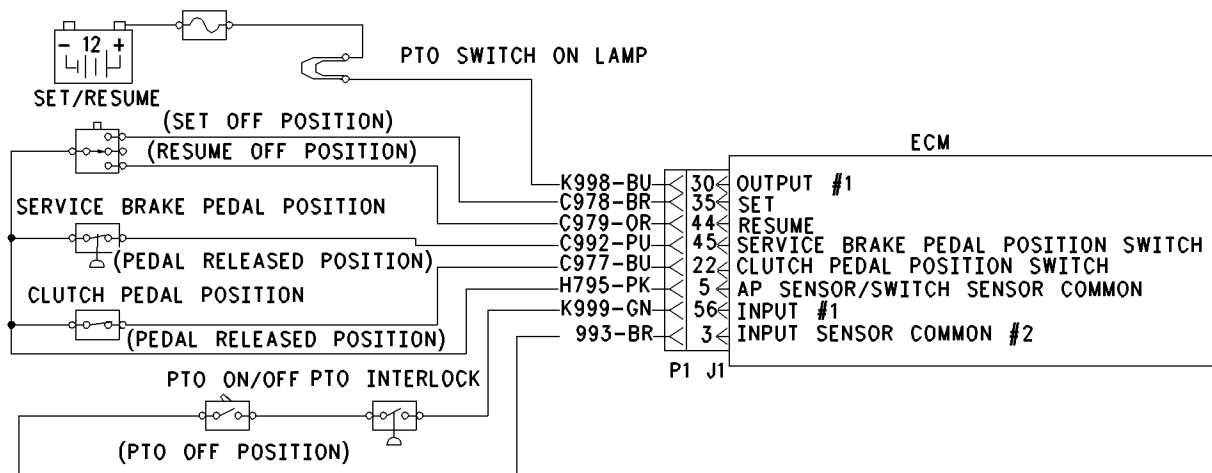 - 12 +
PTO SWITCH ON LAMP
SET/RESUME
(SET OFF POSITION)
(RESUME OFF POSITION)
ECM
K998-BU 30 OUTPUT #1
C978-BR 35 SET
C979-OR 44 RESUME
SERVICE BRAKE PEDAL POSITION
C992-PU 45 SERVICE BRAKE PEDAL POSITION SWITCH
(PEDAL RELEASED POSITION)
C977-BU 22 CLUTCH PEDAL POSITION SWITCH
CLUTCH PEDAL POSITION
H795-PK 5 AP SENSOR/SWITCH SENSOR COMMON
K999-GN 56 INPUT #1
(PEDAL RELEASED POSITION)
993-BR 3 INPUT SENSOR COMMON #2
P1 J1
PTO ON/OFF PTO INTERLOCK
(PTO OFF POSITION)